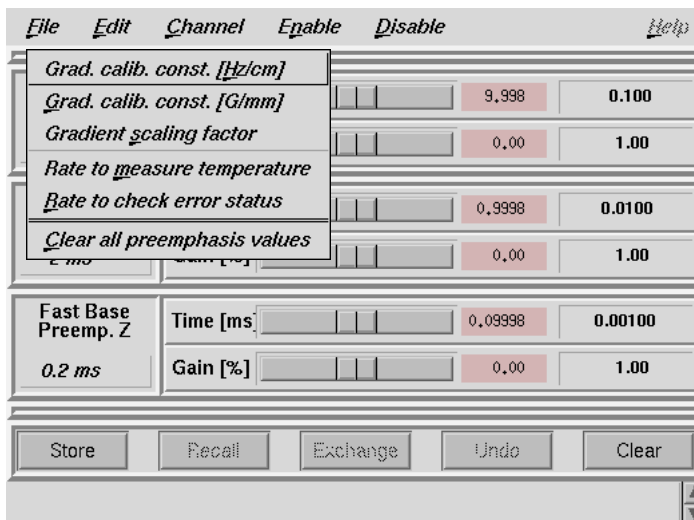 File Edit Channel Enable Disable Help
Grad. calib. const. [Hz/cm]
Grad. calib. const. [G/mm]
Gradient scaling factor
Rate to measure temperature
Rate to check error status
Clear all preemphasis values
9.998 0.100
0.00 1.00
0.9998 0.0100
2 ms Gain [%] 0.00 1.00
Fast Base
Preemp. Z
Time [ms] 0.09998 0.00100
0.2 ms Gain [%] 0.00 1.00
Store Recall Exchange Undo Clear